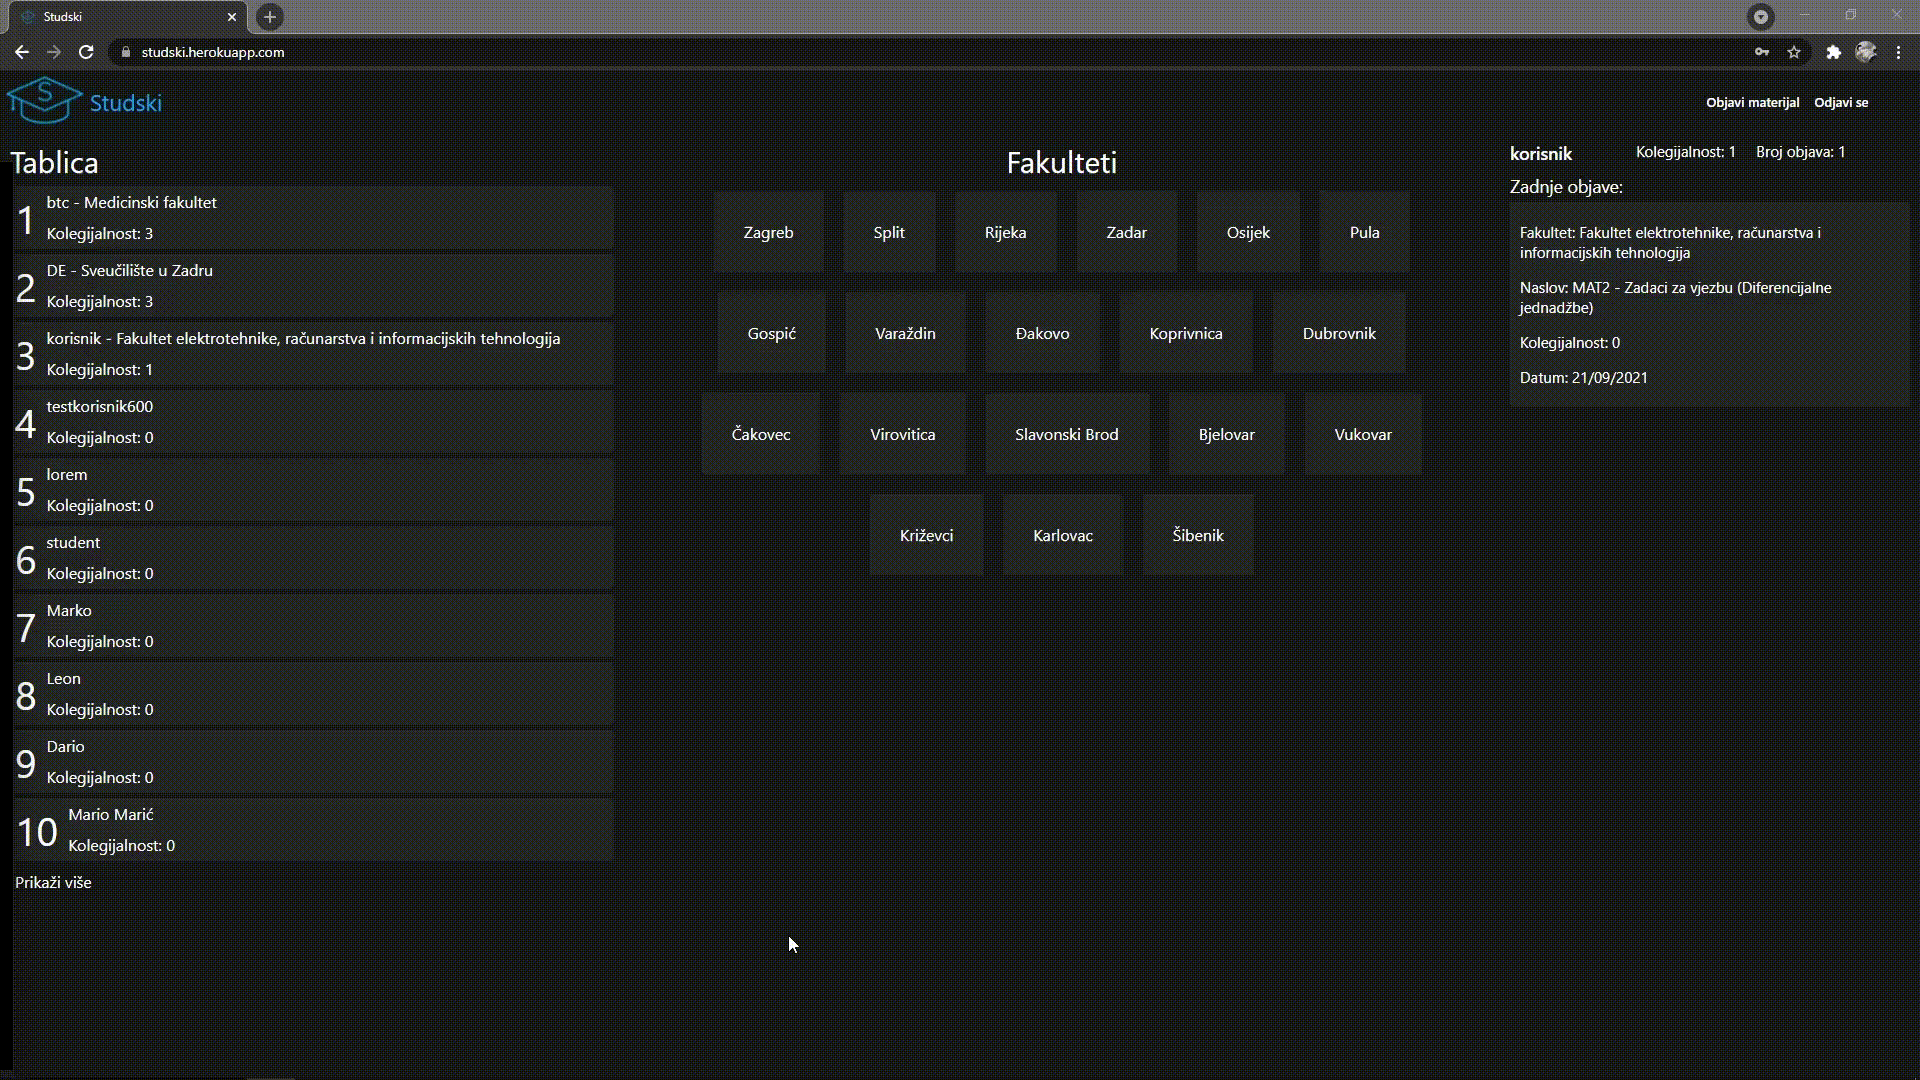 Studski
studski.herokuapp.com
S
Studski
Objavi materijal
Odjavi se
Tablica
1
btc - Medicinski fakultet
Kolegijalnost: 3
2
DE - Sveučilište u Zadru
Kolegijalnost: 3
3
korisnik - Fakultet elektrotehnike, računarstva i informacijskih tehnologija
Kolegijalnost: 1
4
testkorisnik600
Kolegijalnost: 0
5
lorem
Kolegijalnost: 0
6
student
Kolegijalnost: 0
7
Marko
Kolegijalnost: 0
8
Leon
Kolegijalnost: 0
9
Dario
Kolegijalnost: 0
10
Mario Marić
Kolegijalnost: 0
Prikaži više
Fakulteti
Zagreb
Split
Rijeka
Zadar
Osijek
Pula
Gospić
Varaždin
Đakovo
Koprivnica
Dubrovnik
Čakovec
Virovitica
Slavonski Brod
Bjelovar
Vukovar
Križevci
Karlovac
Šibenik
korisnik
Kolegijalnost: 1
Broj objava: 1
Zadnje objave:
Fakultet: Fakultet elektrotehnike, računarstva i
informacijskih tehnologija
Naslov: MAT2 - Zadaci za vjezbu (Diferencijalne
jednadžbe)
Kolegijalnost: 0
Datum: 21/09/2021